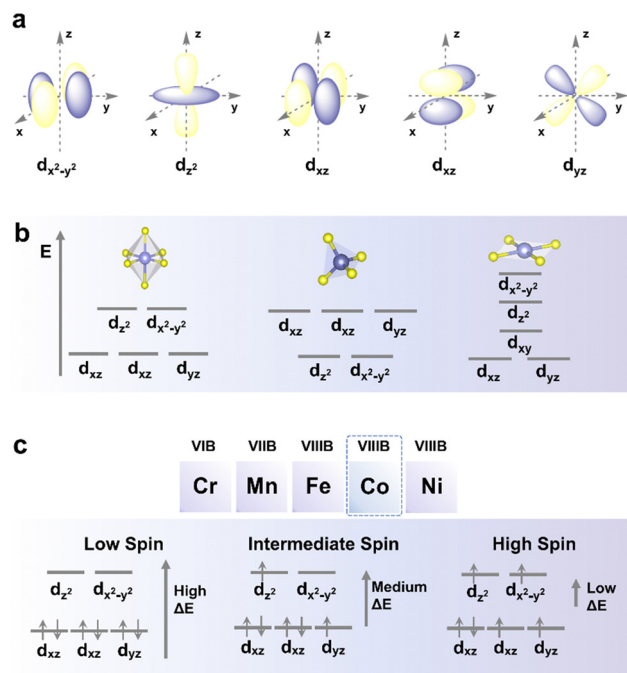 a
z z z z z
y y y y y
x x x x x
dx²-y² dz² dxz dxz dyz
b
E
dx²-y²
dz²
dz² dx²-y²
dxz dxz dyz
dxz dxz dyz
dz² dx²-y²
dxy
dxz dyz
c
VIB VIIB VIIIB VIIIB VIIIB
Cr Mn Fe Co Ni
Low Spin
dz² dx²-y²
dxz dxz dyz
High
ΔE
Intermediate Spin
dz² dx²-y²
dxz dxz dyz
Medium
ΔE
High Spin
dz² dx²-y²
dxz dxz dyz
Low
ΔE